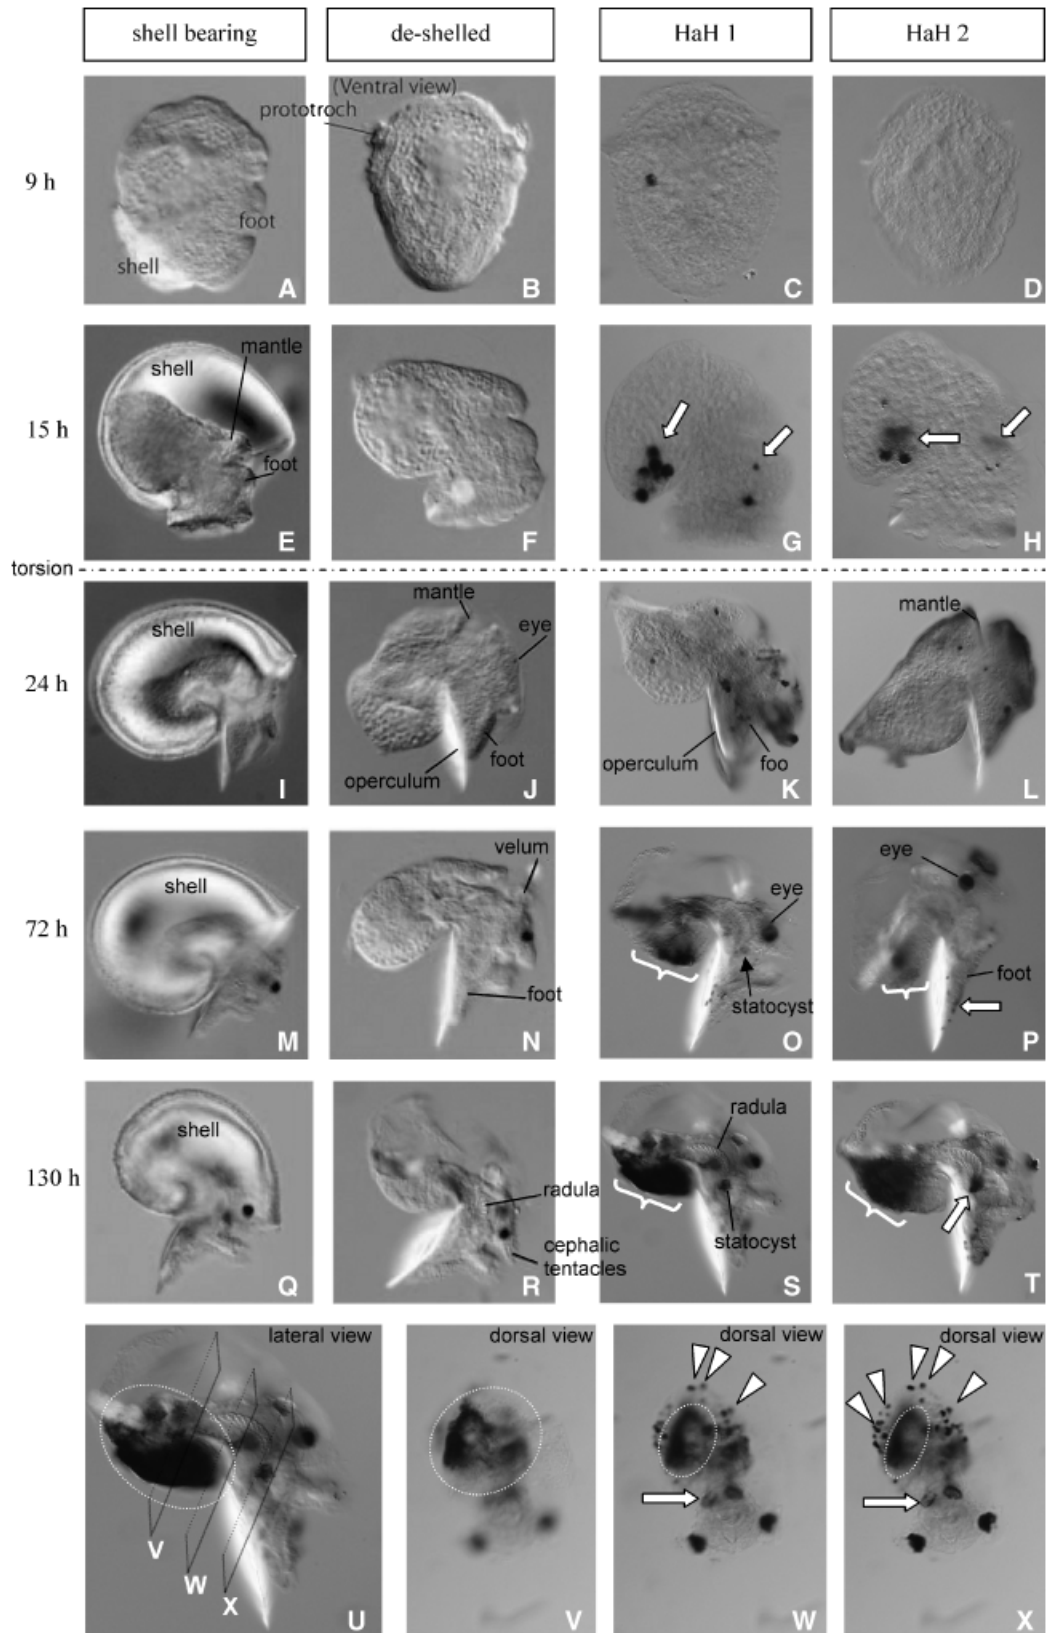 shell bearing de-shelled HaH 1 HaH 2
9 h
shell
foot
A
(Ventral view)
prototroch
B
C
D
15 h
shell
mantle
foot
E
F
G
H
torsion
24 h
shell
I
mantle
eye
operculum
foot
J
operculum
foo
K
mantle
L
72 h
shell
M
velum
foot
N
eye
statocyst
O
eye
foot
P
130 h
shell
Q
radula
cephalic
tentacles
R
radula
statocyst
S
T
lateral view
V
W
X
U
dorsal view
V
dorsal view
W
dorsal view
X